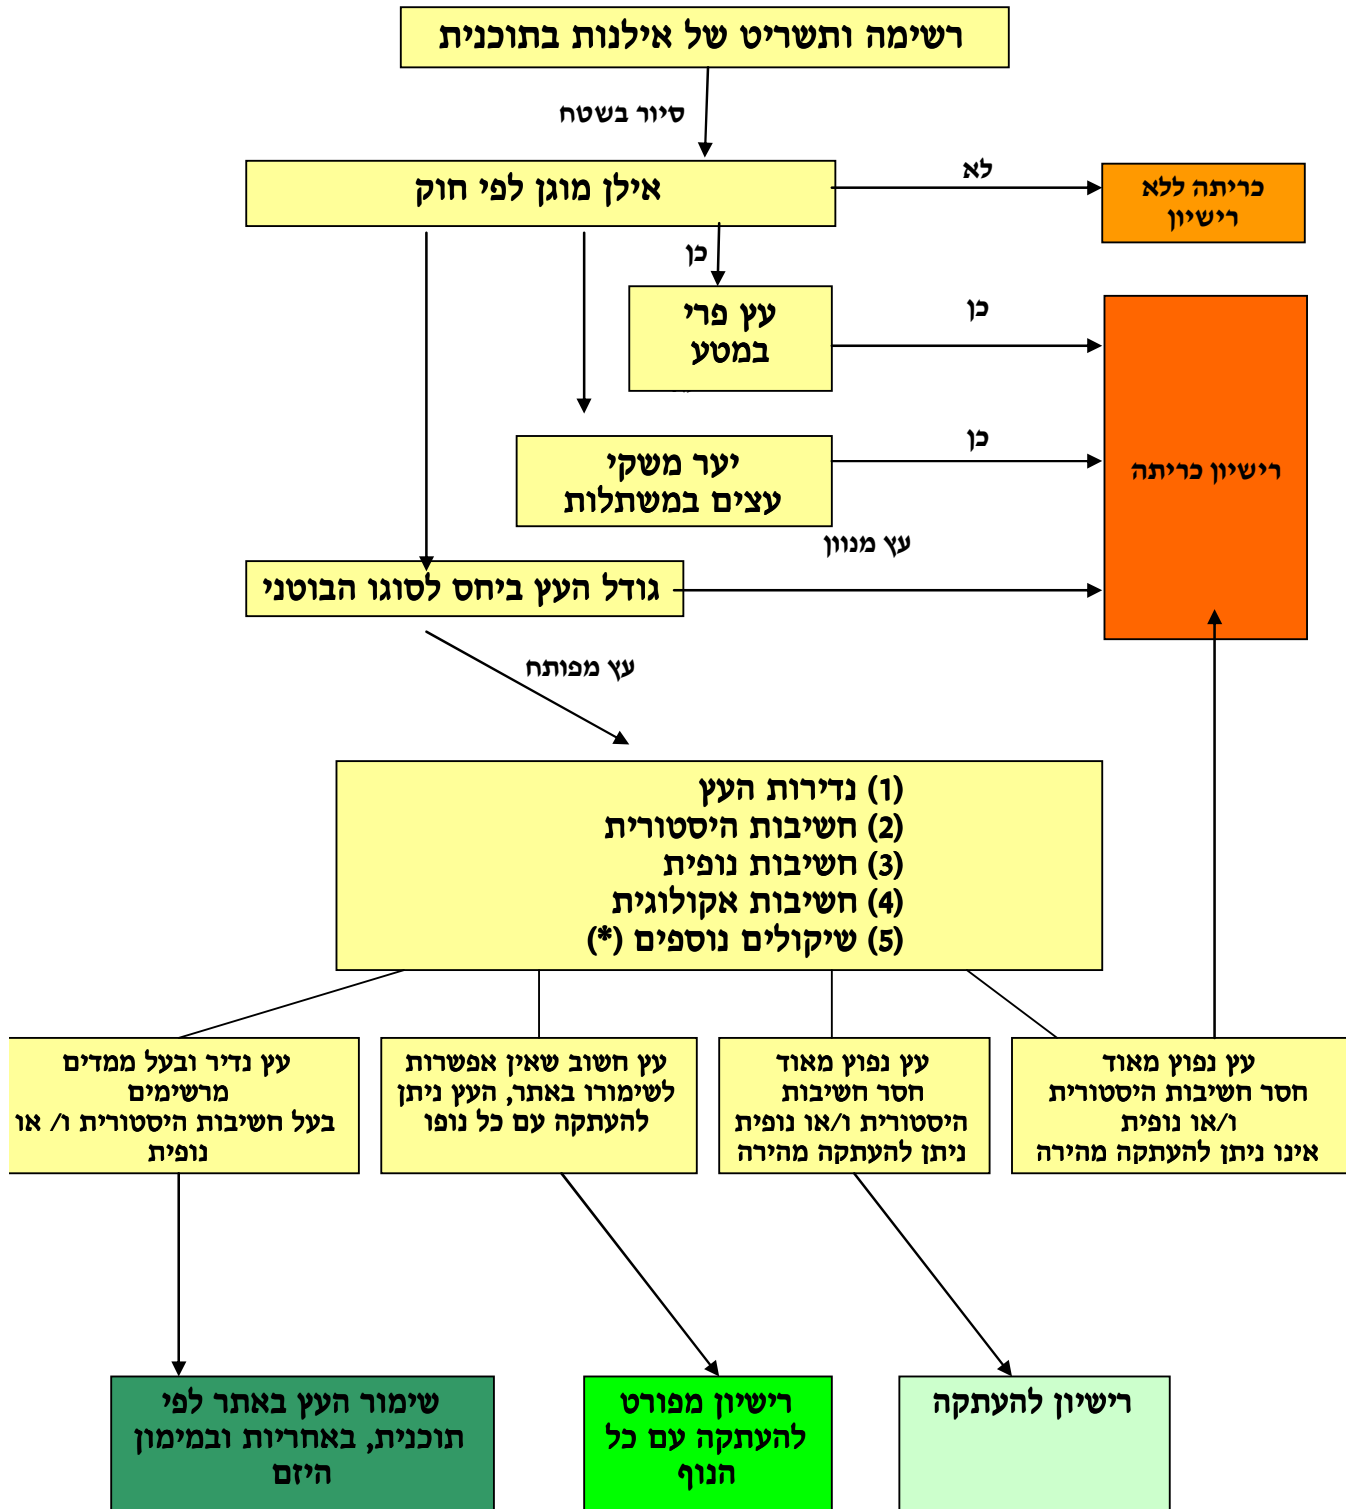 רשימה ותשריט של אילנות בתוכנית
סיור בשטח
אילן מוגן לפי חוק
לא
כריתה ללא
רישיון
כן
עץ פרי
במטע
כן
יער משקי
עצים במשתלות
כן
רישיון כריתה
עץ מנוון
גודל העץ ביחס לסוגו הבוטני
עץ מפותח
(1) נדירות העץ
(2) חשיבות היסטורית
(3) חשיבות נופית
(4) חשיבות אקולוגית
(5) שיקולים נוספים (*)
עץ נפוץ מאוד
חסר חשיבות היסטורית
ו/או נופית
אינו ניתן להעתקה מהירה
עץ נפוץ מאוד
חסר חשיבות
היסטורית ו/או נופית
ניתן להעתקה מהירה
עץ חשוב שאין אפשרות
לשימורו באתר, העץ ניתן
להעתקה עם כל נופו
עץ נדיר ובעל ממדים
מרשימים
בעל חשיבות היסטורית ו/ או
נופית
רישיון להעתקה
רישיון מפורט
להעתקה עם כל
הנוף
שימור העץ באתר לפי
תוכנית, באחריות ובמימון
היזם